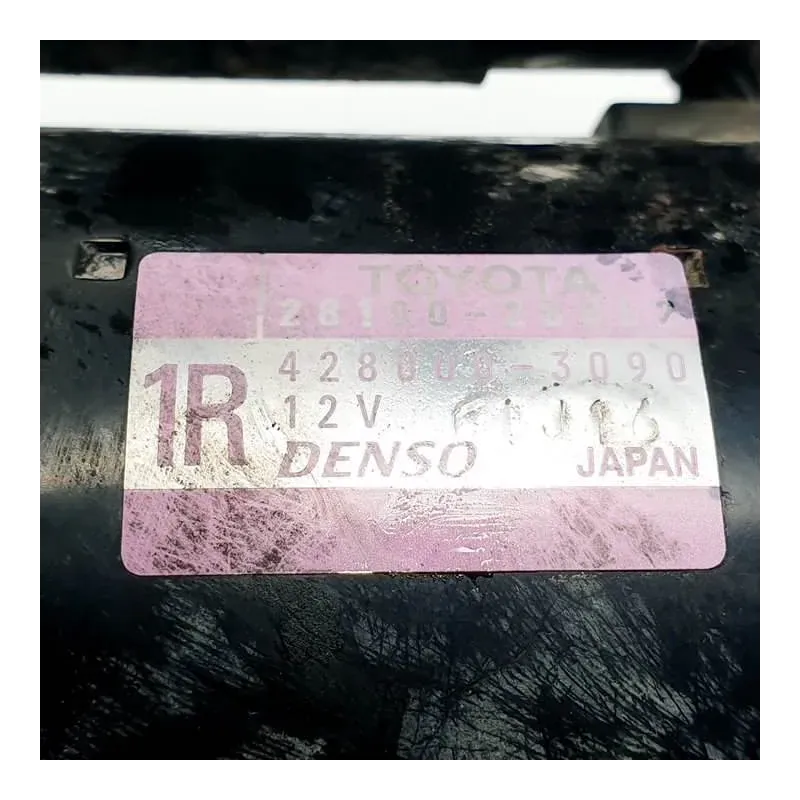 TOYOTA
1R
428000-3090
12V
DENSO
JAPAN